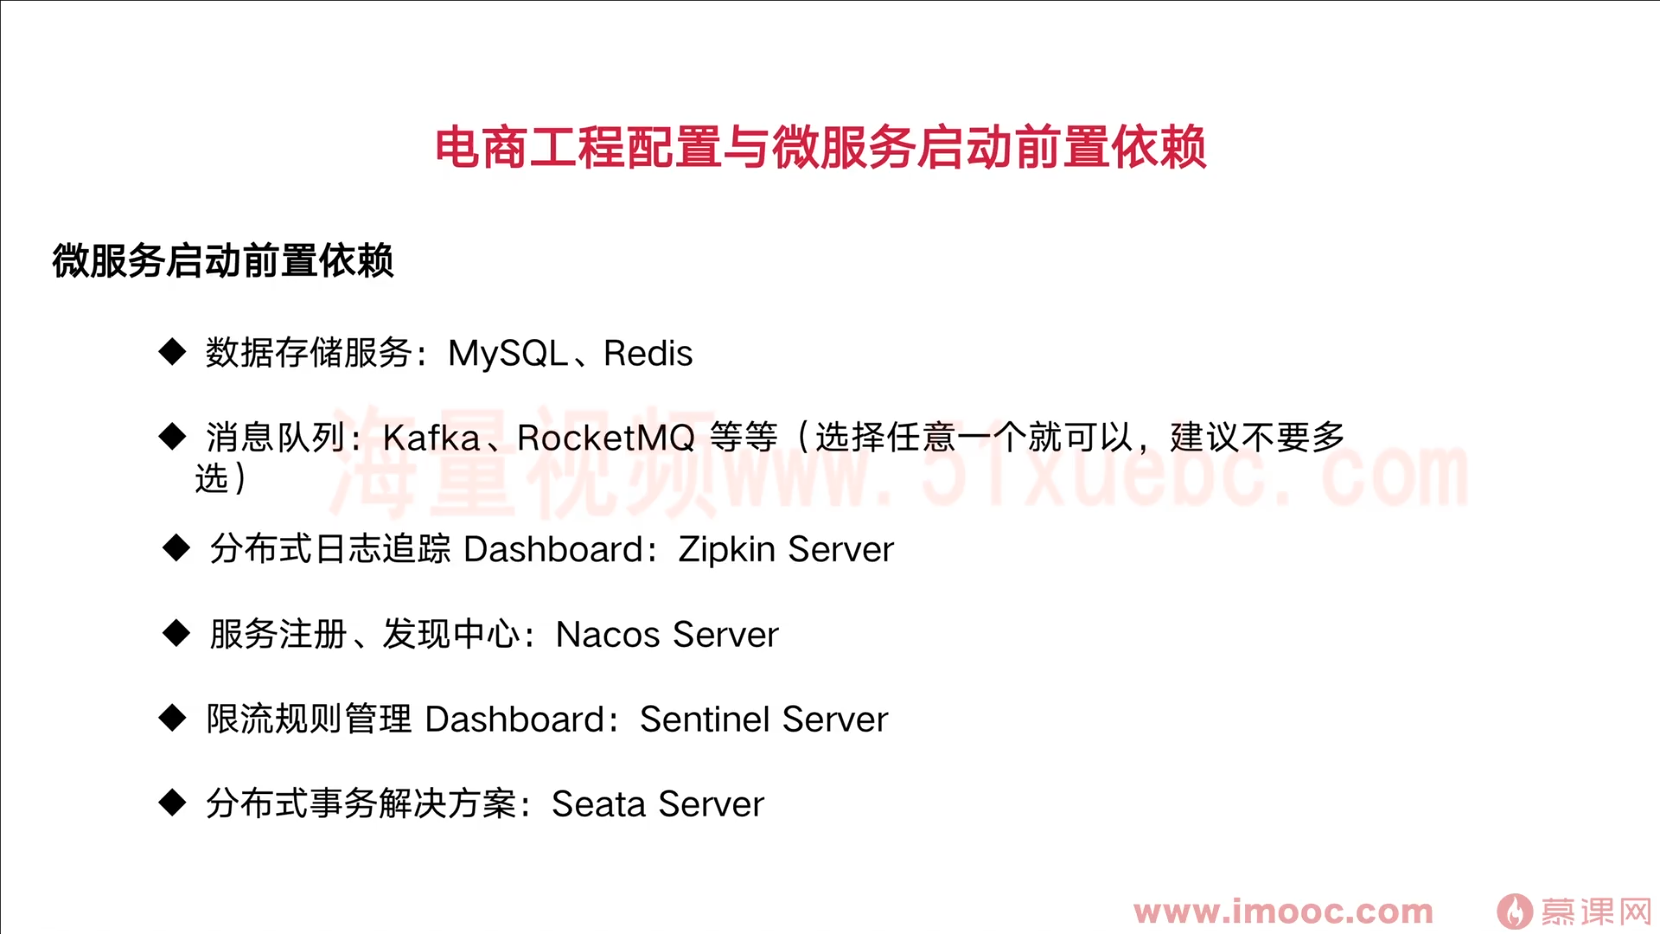 电商工程配置与微服务启动前置依赖
微服务启动前置依赖
◆ 数据存储服务：MySQL、Redis
◆ 消息队列：Kafka、RocketMQ 等等（选择任意一个就可以，建议不要多
选）
海量视频www.51xuebc.com
◆ 分布式日志追踪 Dashboard：Zipkin Server
◆ 服务注册、发现中心：Nacos Server
◆ 限流规则管理 Dashboard：Sentinel Server
◆ 分布式事务解决方案：Seata Server
www.imooc.com 慕课网